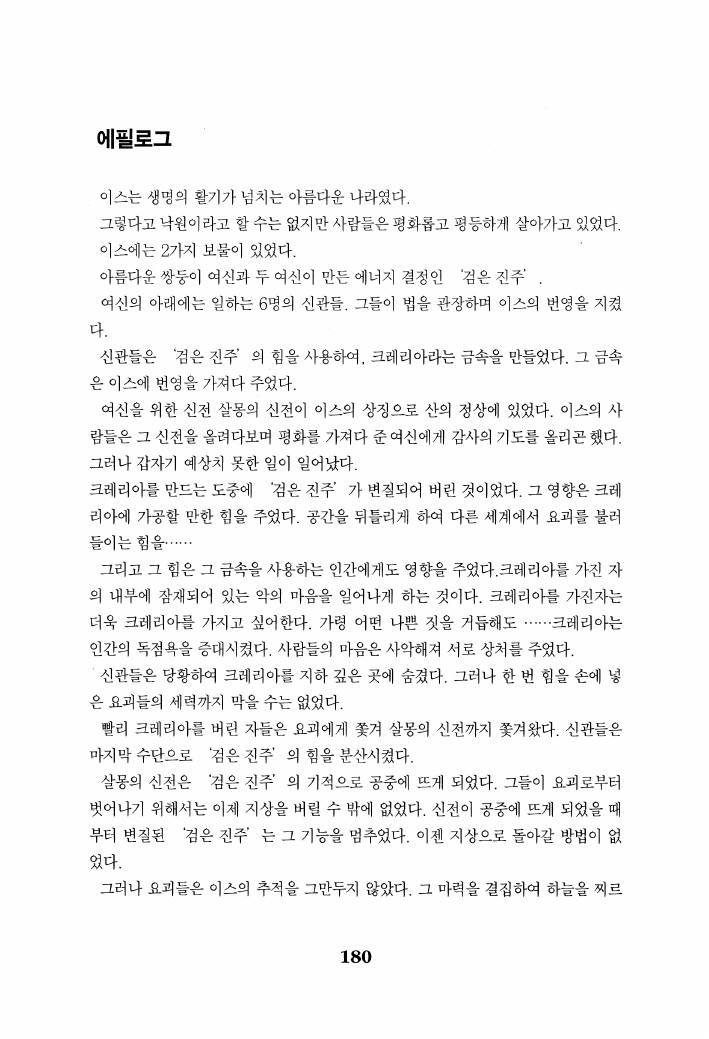 에필로그
이스는 생명의 활기가 넘치는 아름다운 나라였다.
그렇다고 낙원이라고 할 수는 없지만 사람들은 평화롭고 평등하게 살아가고 있었다.
이스에는 2가지 보물이 있었다.
아름다운 쌍둥이 여신과 두 여신이 만든 에너지 결정인 ‘검은 진주’.
여신의 아래에는 일하는 6명의 신관들. 그들이 법을 관장하며 이스의 번영을 지켰
다.
신관들은 ‘검은 진주’의 힘을 사용하여, 크레리아라는 금속을 만들었다. 그 금속
은 이스에 번영을 가져다 주었다.
여신을 위한 신전 살몽의 신전이 이스의 상징으로 산의 정상에 있었다. 이스의 사
람들은 그 신전을 올려다보며 평화를 가져다 준 여신에게 감사의 기도를 올리곤 했다.
그러나 갑자기 예상치 못한 일이 일어났다.
크레리아를 만드는 도중에 ‘검은 진주’가 변질되어 버린 것이었다. 그 영향은 크레
리아에 가공할 만한 힘을 주었다. 공간을 뒤틀리게 하여 다른 세계에서 요괴를 불러
들이는 힘을……
그리고 그 힘은 그 금속을 사용하는 인간에게도 영향을 주었다.크레리아를 가진 자
의 내부에 잠재되어 있는 악의 마음을 일어나게 하는 것이다. 크레리아를 가진자는
더욱 크레리아를 가지고 싶어한다. 가령 어떤 나쁜 짓을 거듭해도 ……크레리아는
인간의 독점욕을 증대시켰다. 사람들의 마음은 사악해져 서로 상처를 주었다.
신관들은 당황하여 크레리아를 지하 깊은 곳에 숨겼다. 그러나 한 번 힘을 손에 넣
은 요괴들의 세력까지 막을 수는 없었다.
빨리 크레리아를 버린 자들은 요괴에게 쫓겨 살몽의 신전까지 쫓겨왔다. 신관들은
마지막 수단으로 ‘검은 진주’의 힘을 분산시켰다.
살몽의 신전은 ‘검은 진주’의 기적으로 공중에 뜨게 되었다. 그들이 요괴로부터
벗어나기 위해서는 이제 지상을 버릴 수 밖에 없었다. 신전이 공중에 뜨게 되었을 때
부터 변질된 ‘검은 진주’는 그 기능을 멈추었다. 이젠 지상으로 돌아갈 방법이 없
었다.
그러나 요괴들은 이스의 추적을 그만두지 않았다. 그 마력을 결집하여 하늘을 찌르
180